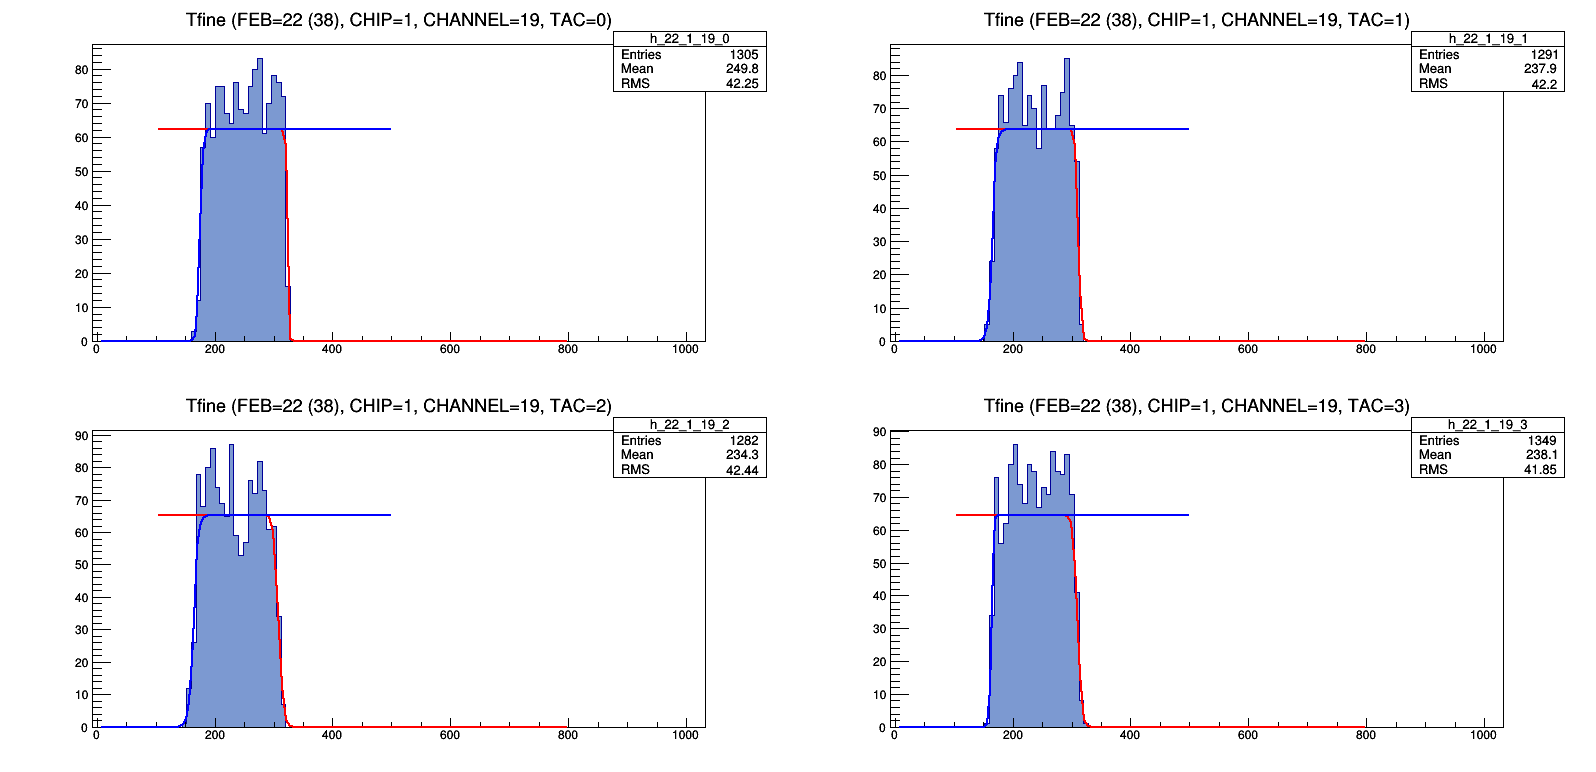 Tfine (FEB=22 (38), CHIP=1, CHANNEL=19, TAC=0)
h_22_1_19_0
Entries 1305
Mean 249.8
RMS 42.25
80
70
60
50
40
30
20
10
0
0 200 400 600 800 1000
Tfine (FEB=22 (38), CHIP=1, CHANNEL=19, TAC=1)
h_22_1_19_1
Entries 1291
Mean 237.9
RMS 42.2
80
70
60
50
40
30
20
10
0
0 200 400 600 800 1000
Tfine (FEB=22 (38), CHIP=1, CHANNEL=19, TAC=2)
h_22_1_19_2
Entries 1282
Mean 234.3
RMS 42.44
90
80
70
60
50
40
30
20
10
0
0 200 400 600 800 1000
Tfine (FEB=22 (38), CHIP=1, CHANNEL=19, TAC=3)
h_22_1_19_3
Entries 1349
Mean 238.1
RMS 41.85
90
80
70
60
50
40
30
20
10
0
0 200 400 600 800 1000